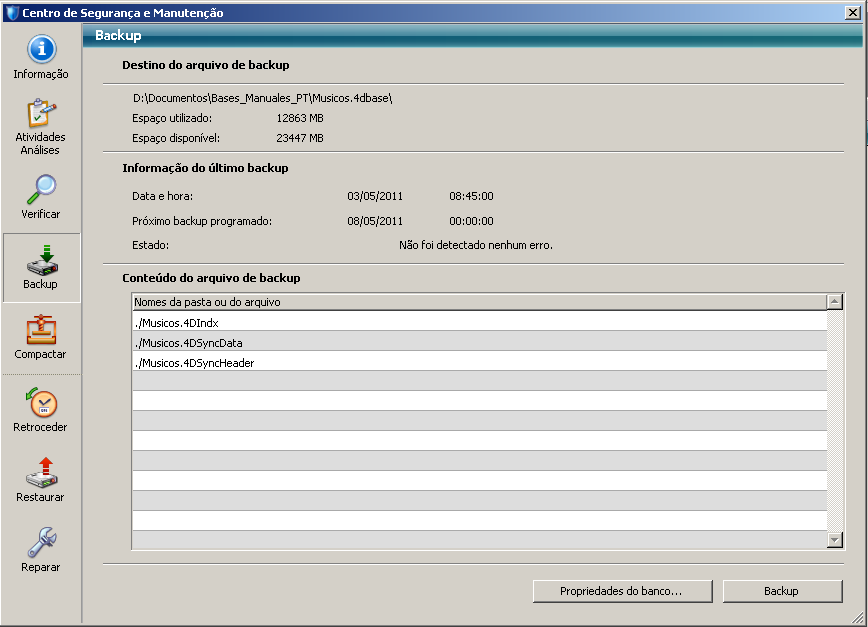 Centro de Segurança e Manutenção
Informação
Atividades
Análises
Verificar
Backup
Compactar
Retroceder
Restaurar
Reparar
Backup
Destino do arquivo de backup
D:\Documentos\Bases_Manuales_PT\Musicos.4dbase\
Espaço utilizado: 12863 MB
Espaço disponível: 23447 MB
Informação do último backup
Data e hora: 03/05/2011 08:45:00
Próximo backup programado: 08/05/2011 00:00:00
Estado: Não foi detectado nenhum erro.
Conteúdo do arquivo de backup
Nomes da pasta ou do arquivo
./Musicos.4DIndx
./Musicos.4DSyncData
./Musicos.4DSyncHeader
Propriedades do banco... Backup